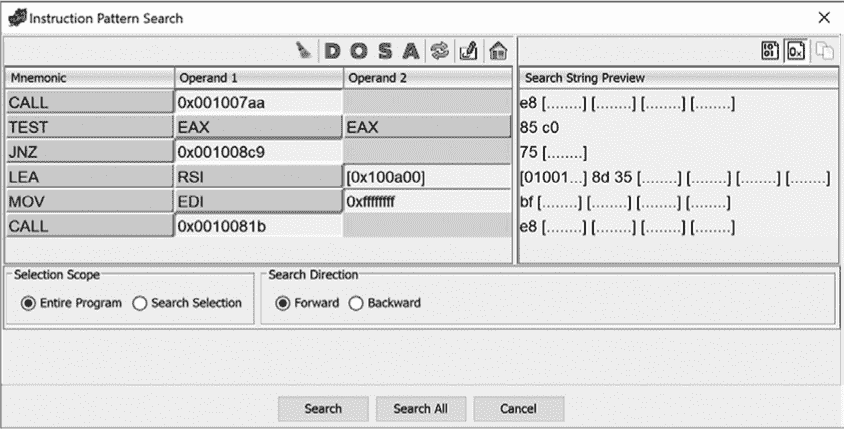 Instruction Pattern Search
D O S A
Mnemonic Operand 1 Operand 2 Search String Preview
CALL 0x001007aa e8 [........] [........] [........] [........]
TEST EAX EAX 85 c0
JNZ 0x001008c9 75 [........]
LEA RSI [0x100a00] [01001...] 8d 35 [........] [........] [........] [........]
MOV EDI 0xffffffff bf [........] [........] [........] [........]
CALL 0x0010081b e8 [........] [........] [........] [........]
Selection Scope Search Direction
Entire Program Search Selection Forward Backward
Search Search All Cancel